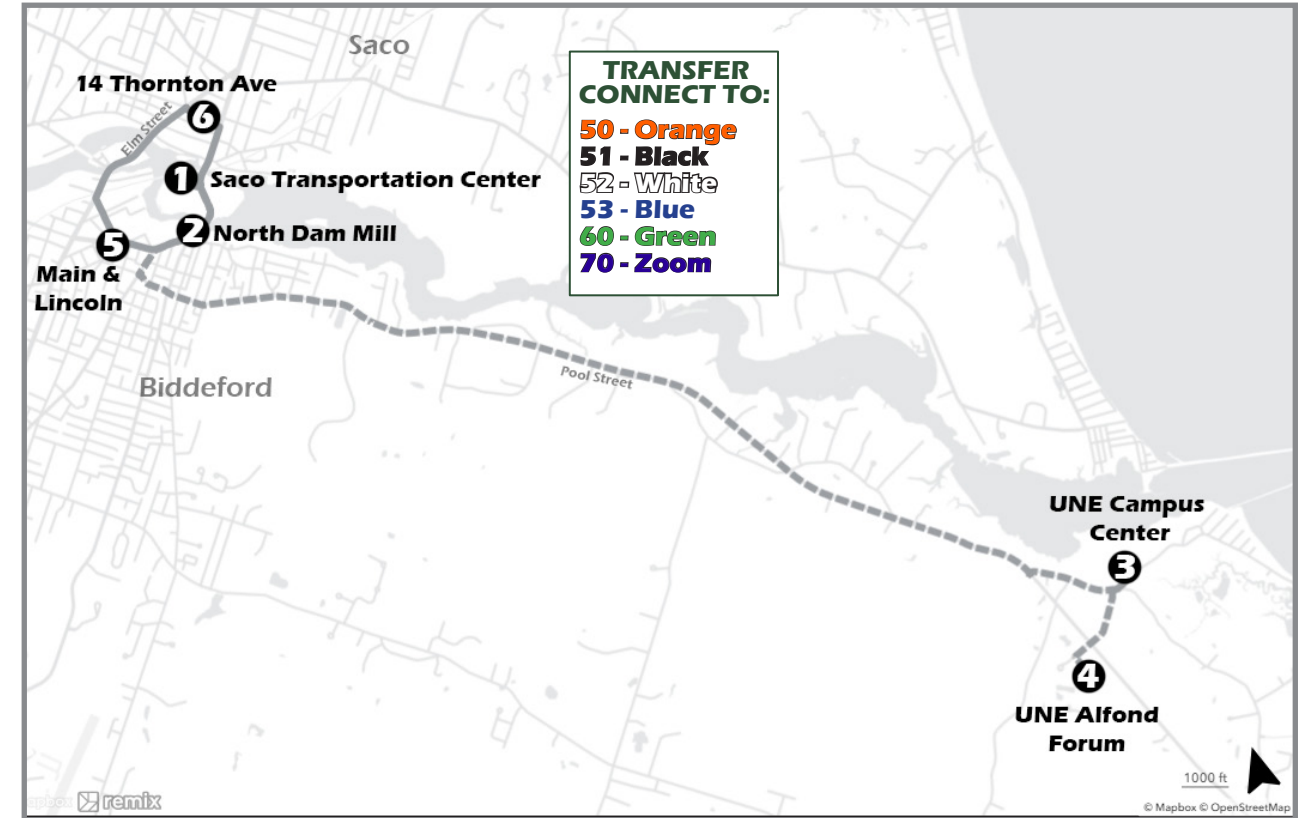 Saco
14 Thornton Ave
6
Elm Street
1
Saco Transportation Center
2
North Dam Mill
5
Main &
Lincoln
TRANSFER
CONNECT TO:
50 - Orange
51 - Black
52 - White
53 - Blue
60 - Green
70 - Zoom
Biddeford
Pool Street
UNE Campus
Center
3
4
UNE Alfond
Forum
1000 ft
mapbox
remix
© Mapbox © OpenStreetMap